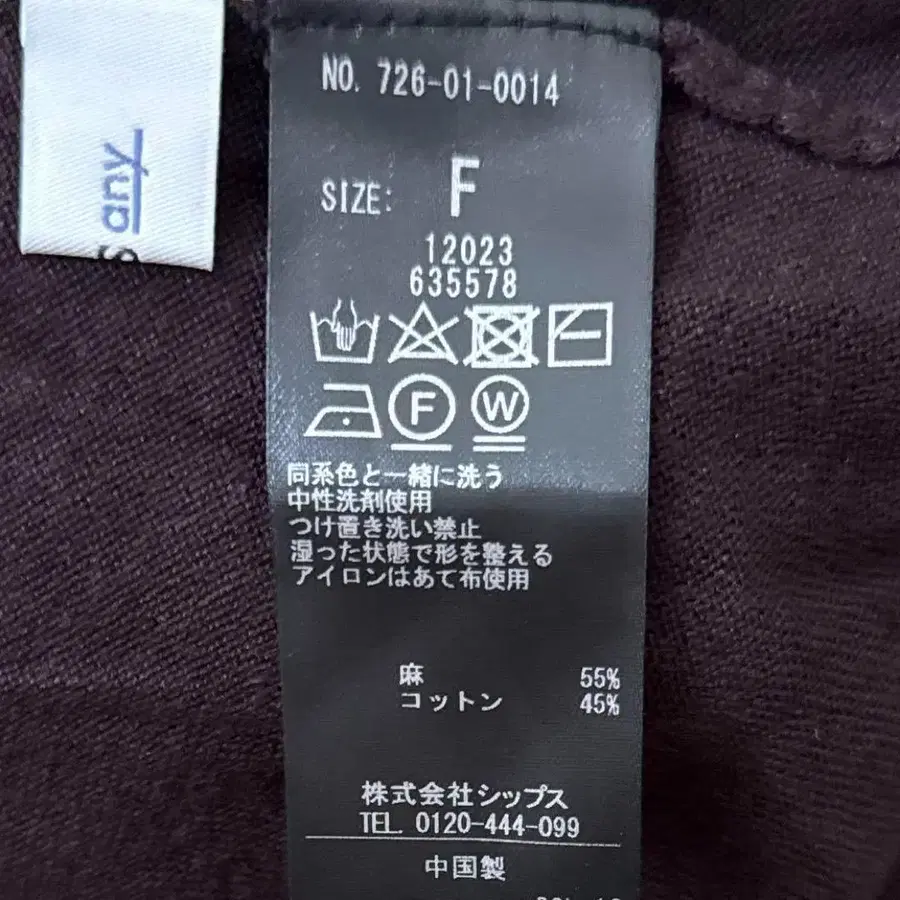 any
NO. 726-01-0014
SIZE: F
12023
635578
F W
同系色と一緒に洗う
中性洗剤使用
つけ置き洗い禁止
湿った状態で形を整える
アイロンはあて布使用
麻 55%
コットン 45%
株式会社シップス
TEL. 0120-444-099
中国製